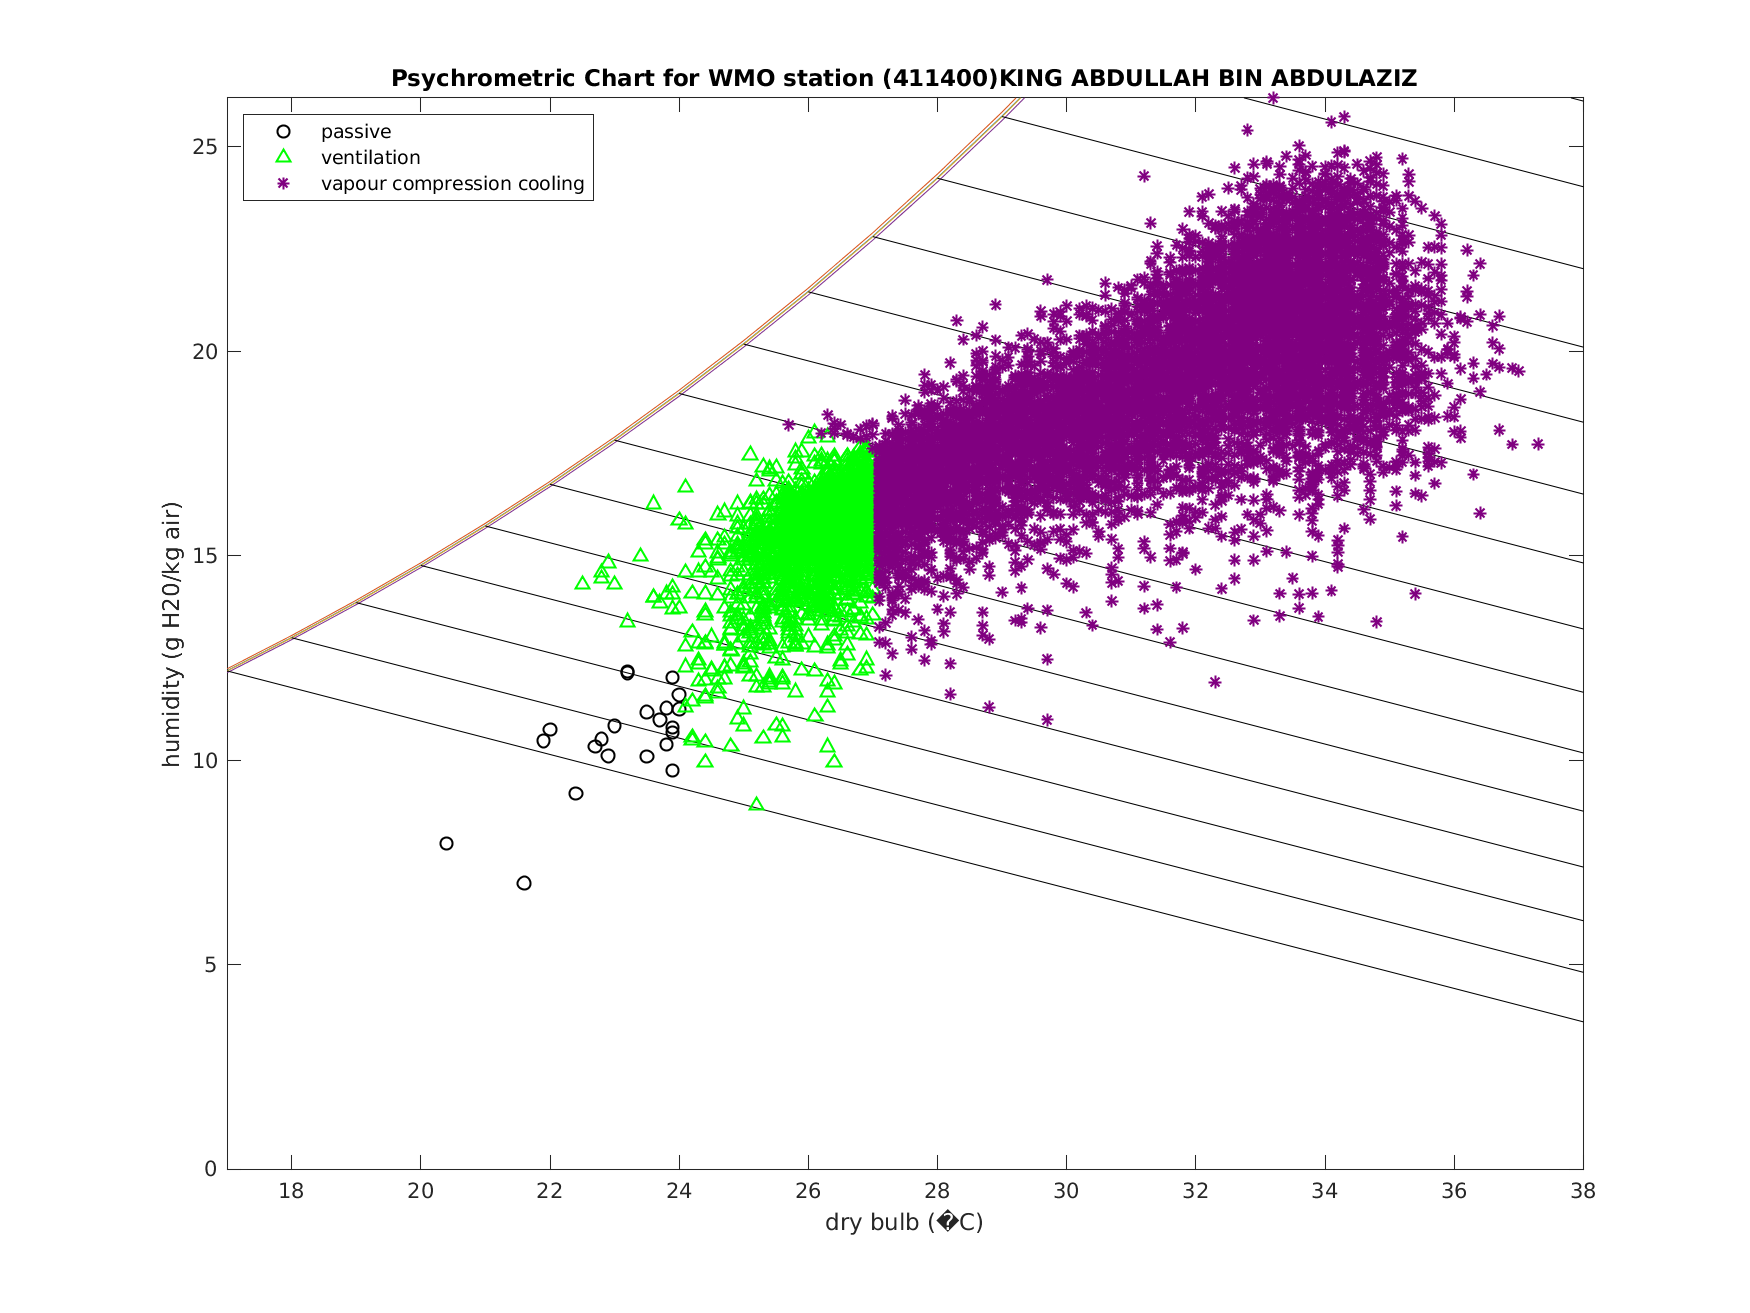 Psychrometric Chart for WMO station (411400)KING ABDULLAH BIN ABDULAZIZ
passive
ventilation
vapour compression cooling
25
20
15
10
5
0
humidity (g H20/kg air)
18 20 22 24 26 28 30 32 34 36 38
dry bulb (�C)